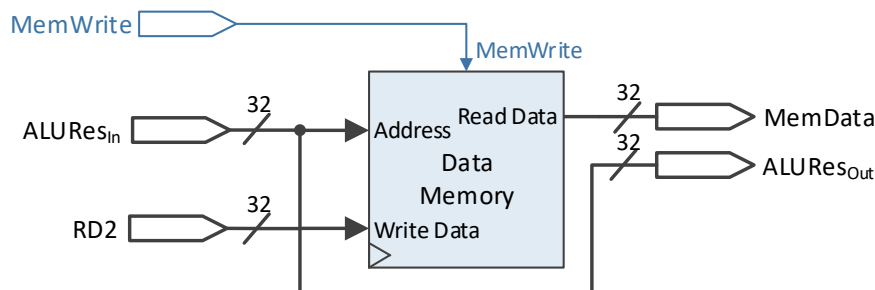 MemWrite
MemWrite
32
ALUResIn
32
RD2
Address
Read Data
Data
Memory
Write Data
32
MemData
32
ALUResOut